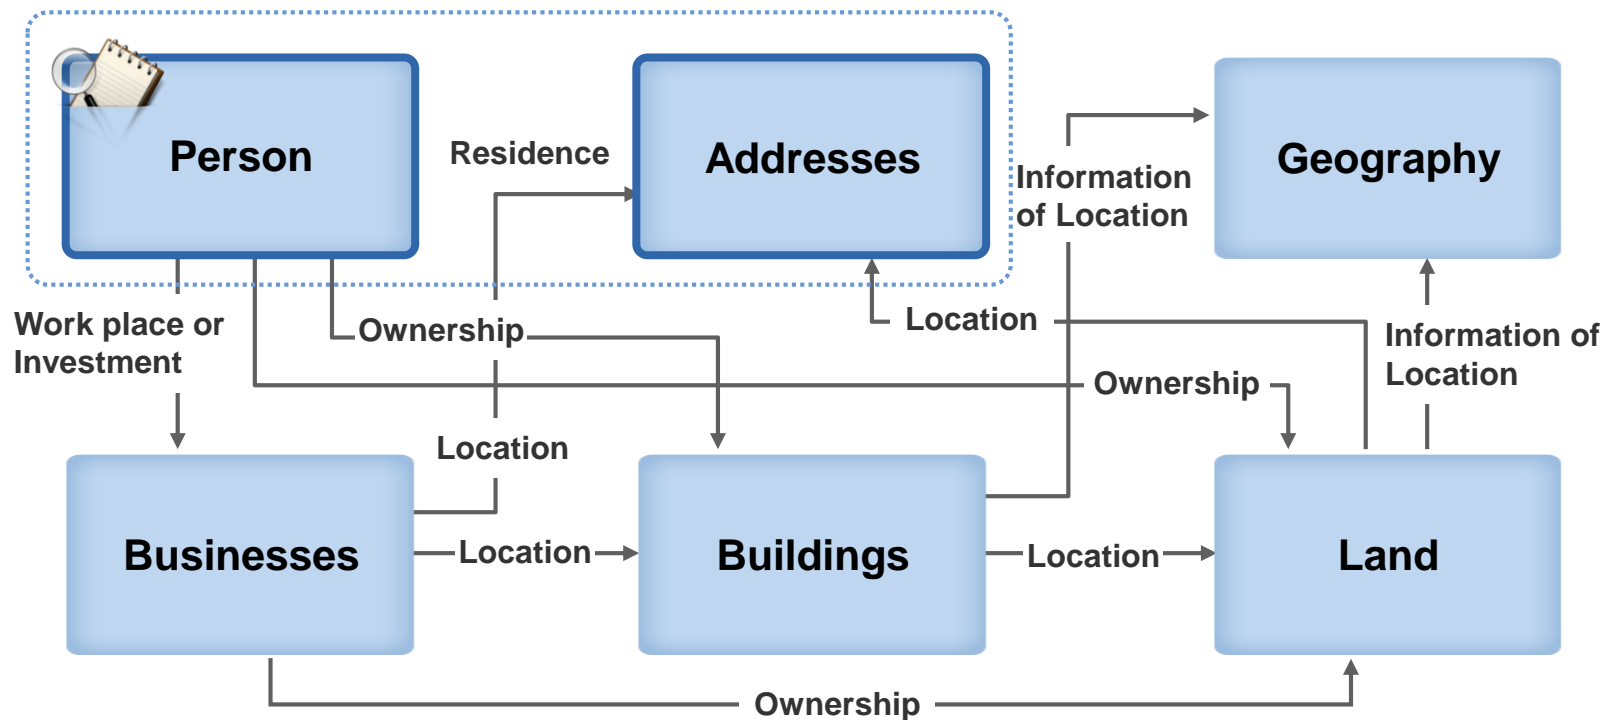 Person
Residence
Addresses
Geography
Information
of Location
Work place or
Investment
Ownership
Location
Information of
Location
Ownership
Location
Businesses
Location
Buildings
Location
Land
Ownership